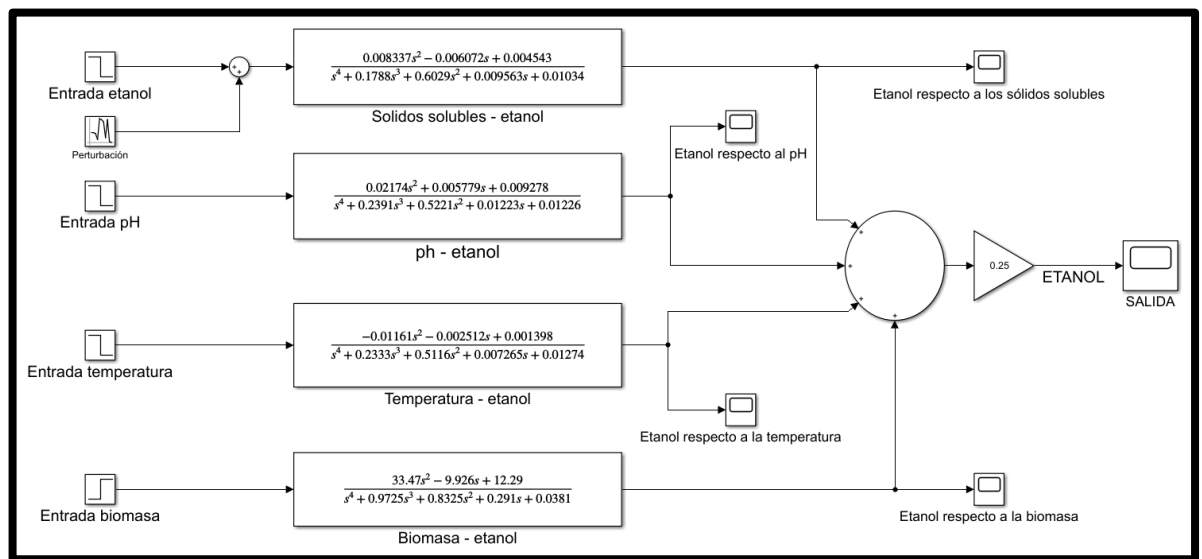 0.008337s² − 0.006072s + 0.004543
s⁴ + 0.1788s³ + 0.6029s² + 0.009563s + 0.01034
Entrada etanol
Solidos solubles - etanol
Etanol respecto a los sólidos solubles
Perturbación
Etanol respecto al pH
0.02174s² + 0.005779s + 0.009278
s⁴ + 0.2391s³ + 0.5221s² + 0.01223s + 0.01226
Entrada pH
ph - etanol
0.25
ETANOL
SALIDA
−0.01161s² − 0.002512s + 0.001398
s⁴ + 0.2333s³ + 0.5116s² + 0.007265s + 0.01274
Entrada temperatura
Temperatura - etanol
Etanol respecto a la temperatura
33.47s² − 9.926s + 12.29
s⁴ + 0.9725s³ + 0.8325s² + 0.291s + 0.0381
Entrada biomasa
Biomasa - etanol
Etanol respecto a la biomasa